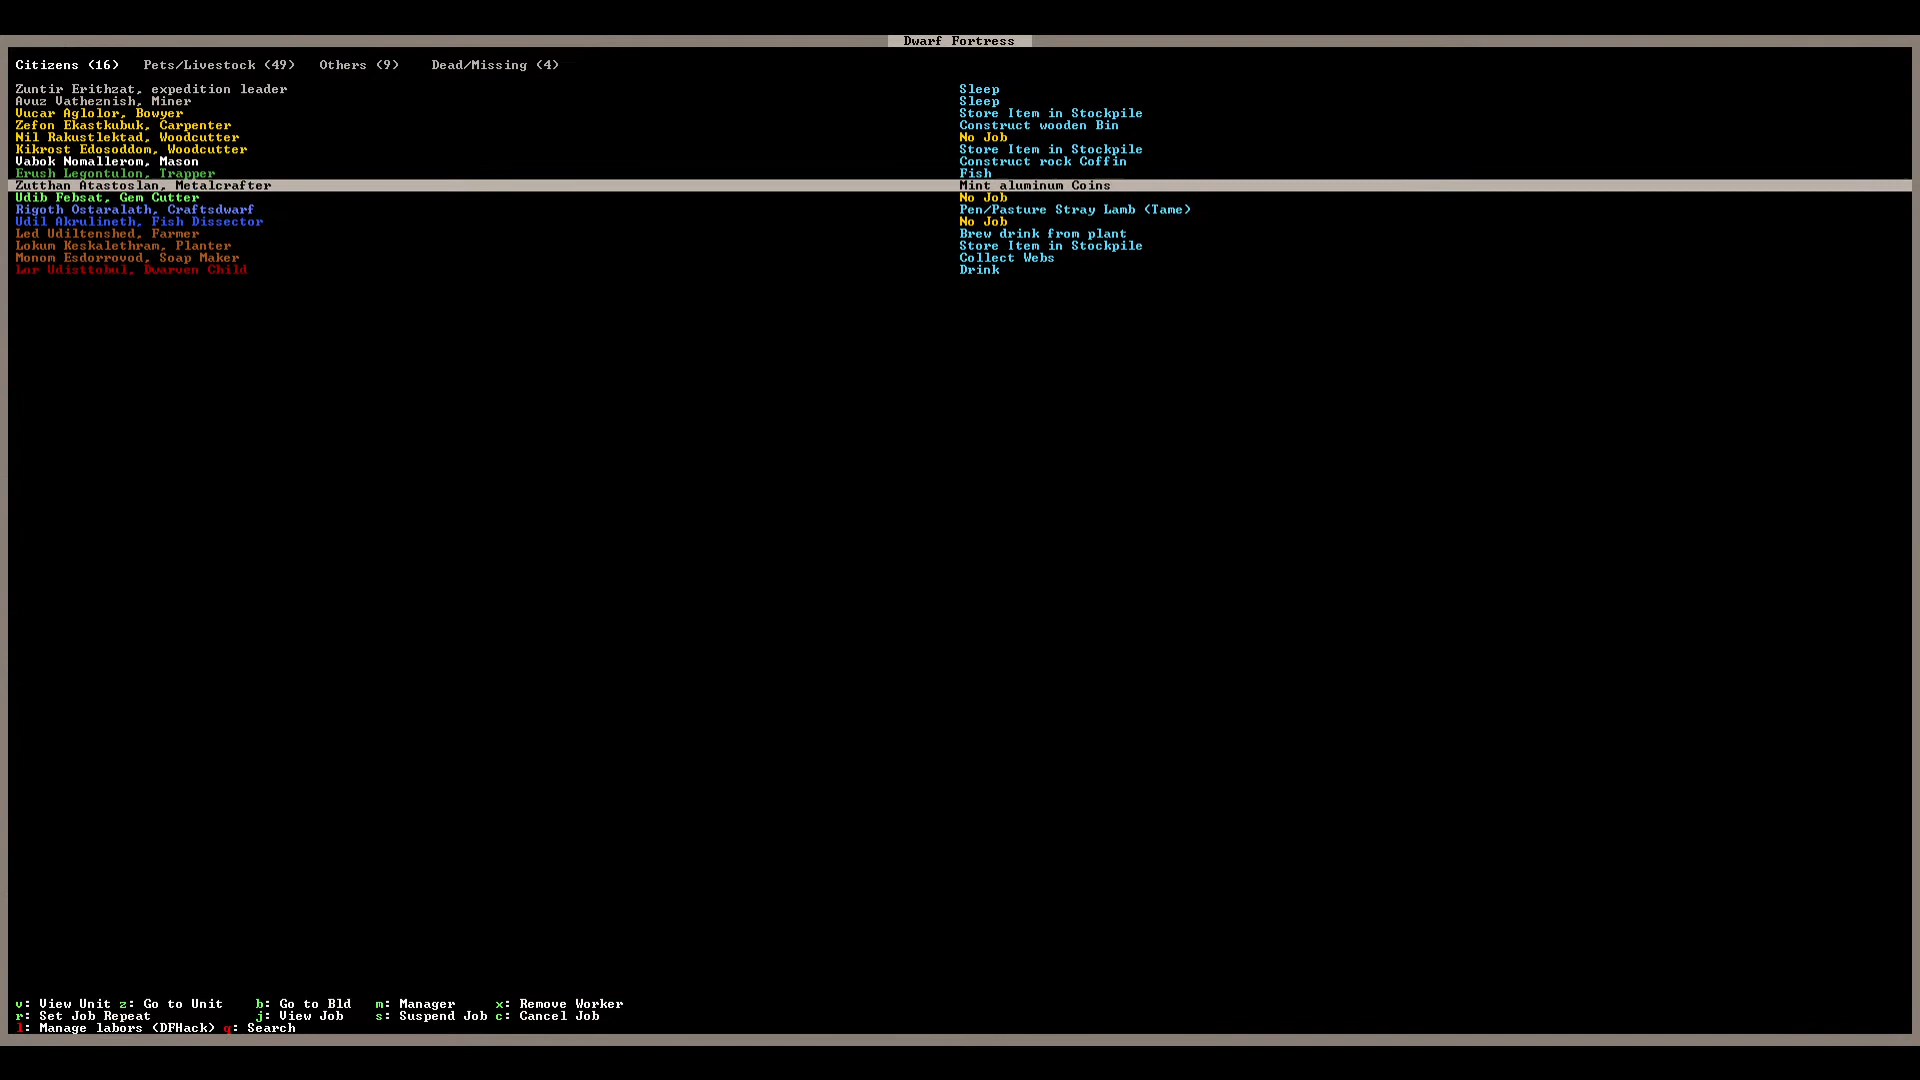 Dwarf Fortress
Citizens (16) Pets/Livestock (49) Others (9) Dead/Missing (4)
Zuntir Erithzat, expedition leader Sleep
Avuz Vatheznish, Miner Sleep
Vucar Aglolor, Bowyer Store Item in Stockpile
Zefon Ekastkubuk, Carpenter Construct wooden Bin
Nil Rakustlektad, Woodcutter No Job
Kikrost Edosoddom, Woodcutter Store Item in Stockpile
Vabok Nomallerom, Mason Construct rock Coffin
Erush Legontulon, Trapper Fish
Zutthan Atastoslan, Metalcrafter Mint aluminum Coins
Udib Febsat, Gem Cutter No Job
Rigoth Ostaralath, Craftsdwarf Pen/Pasture Stray Lamb (Tame)
Udil Akrulineth, Fish Dissector No Job
Led Udiltenshed, Farmer Brew drink from plant
Lokum Keskalethram, Planter Store Item in Stockpile
Monom Esdorrovod, Soap Maker Collect Webs
Lor Udisttobul, Dwarven Child Drink
v: View Unit z: Go to Unit b: Go to Bld m: Manager x: Remove Worker
r: Set Job Repeat j: View Job s: Suspend Job c: Cancel Job
l: Manage labors (DFHack) q: Search